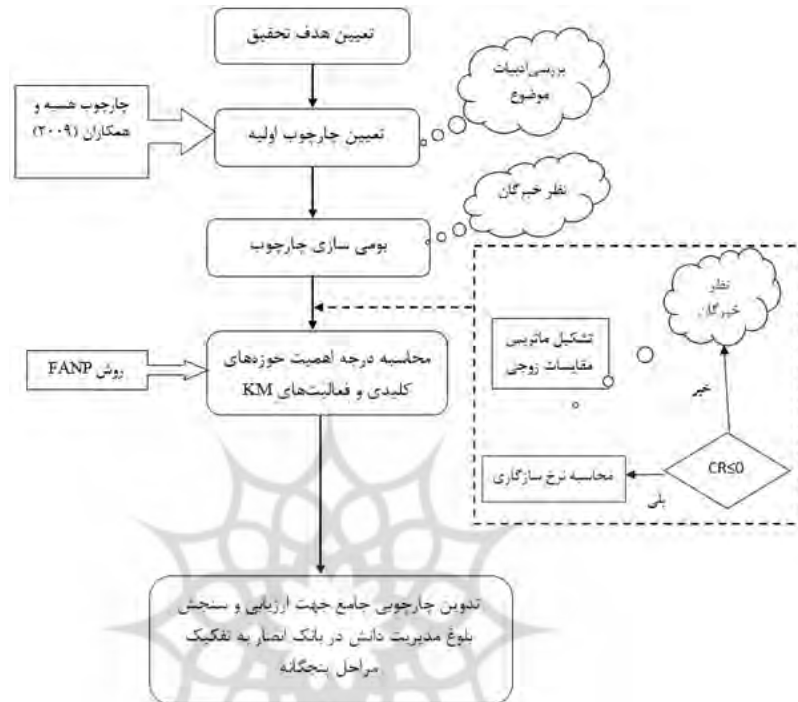 تعیین هدف تحقیق
بررسی ادبیات
موضوع
چارچوب هسیه و
همکاران (۲۰۰۹)
تعیین چارچوب اولیه
نظر خبرگان
بومی سازی چارچوب
نظر
خبرگان
تشکیل ماتریس
مقایسات زوجی
محاسبه درجه اهمیت حوزه‌های
کلیدی و فعالیت‌های KM
روش FANP
خیر
CR≤0
محاسبه نرخ سازگاری
بلی
تدوین چارچوبی جامع جهت ارزیابی و سنجش
بلوغ مدیریت دانش در بانک انصار به تفکیک
مراحل پنجگانه